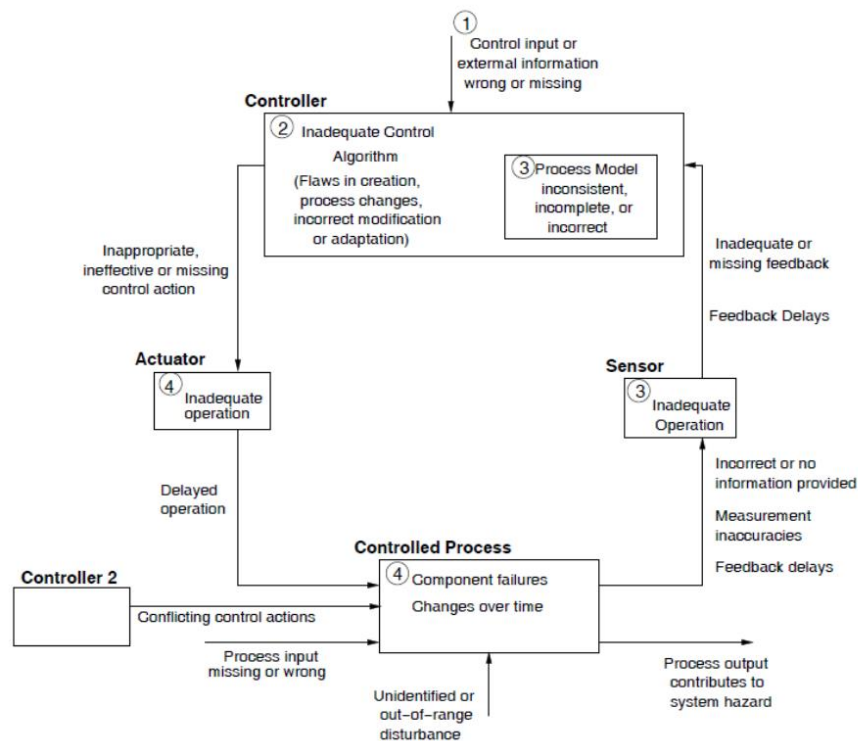 1
Control input or
external information
wrong or missing
Controller
2 Inadequate Control
Algorithm
(Flaws in creation,
process changes,
incorrect modification
or adaptation)
3 Process Model
inconsistent,
incomplete, or
incorrect
Inappropriate,
ineffective or missing
control action
Inadequate or
missing feedback
Feedback Delays
Actuator
4 Inadequate
operation
Sensor
3
Inadequate
Operation
Delayed
operation
Incorrect or no
information provided
Measurement
inaccuracies
Feedback delays
Controlled Process
4 Component failures
Changes over time
Controller 2
Conflicting control actions
Process input
missing or wrong
Unidentified or
out-of-range
disturbance
Process output
contributes to
system hazard